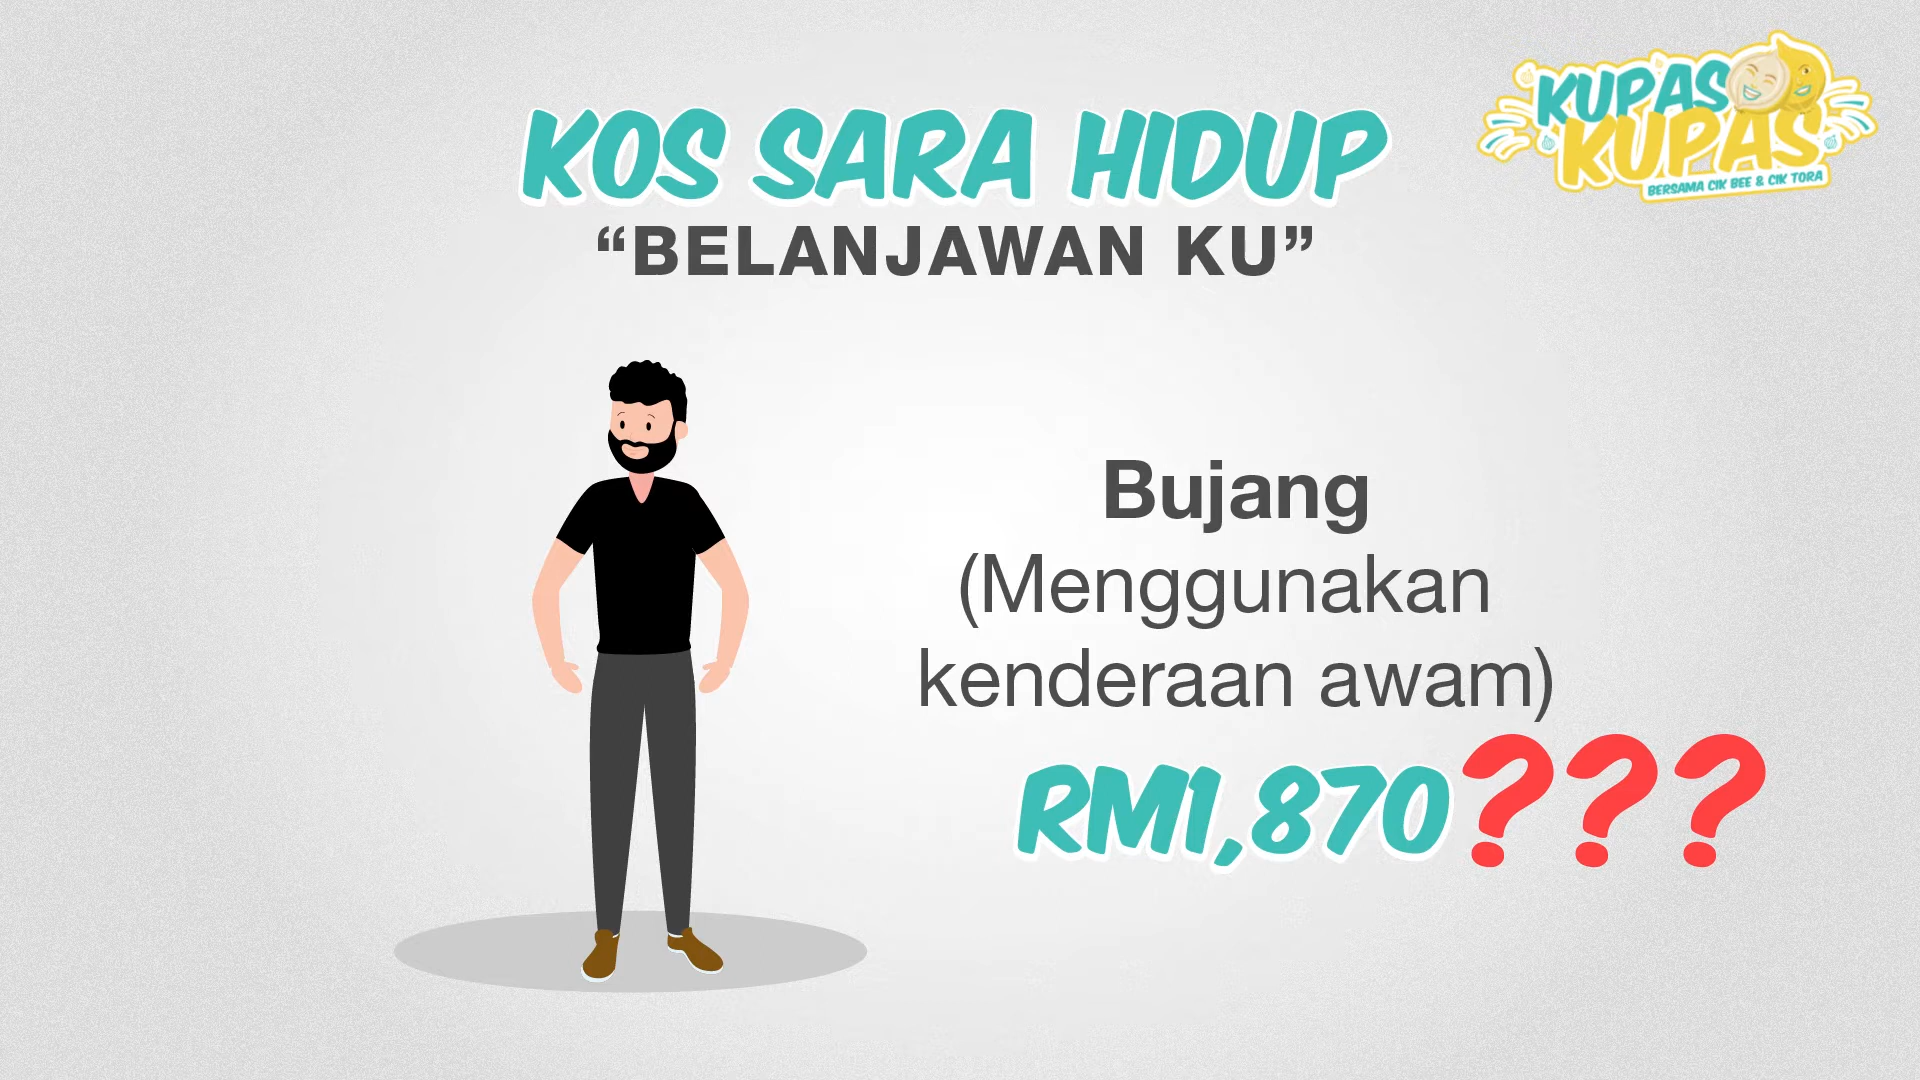 KUPAS
KUPAS
BERSAMA CIK BEE & CIK TORA
KOS SARA HIDUP
“BELANJAWAN KU”
Bujang
(Menggunakan
kenderaan awam)
RM1,870???